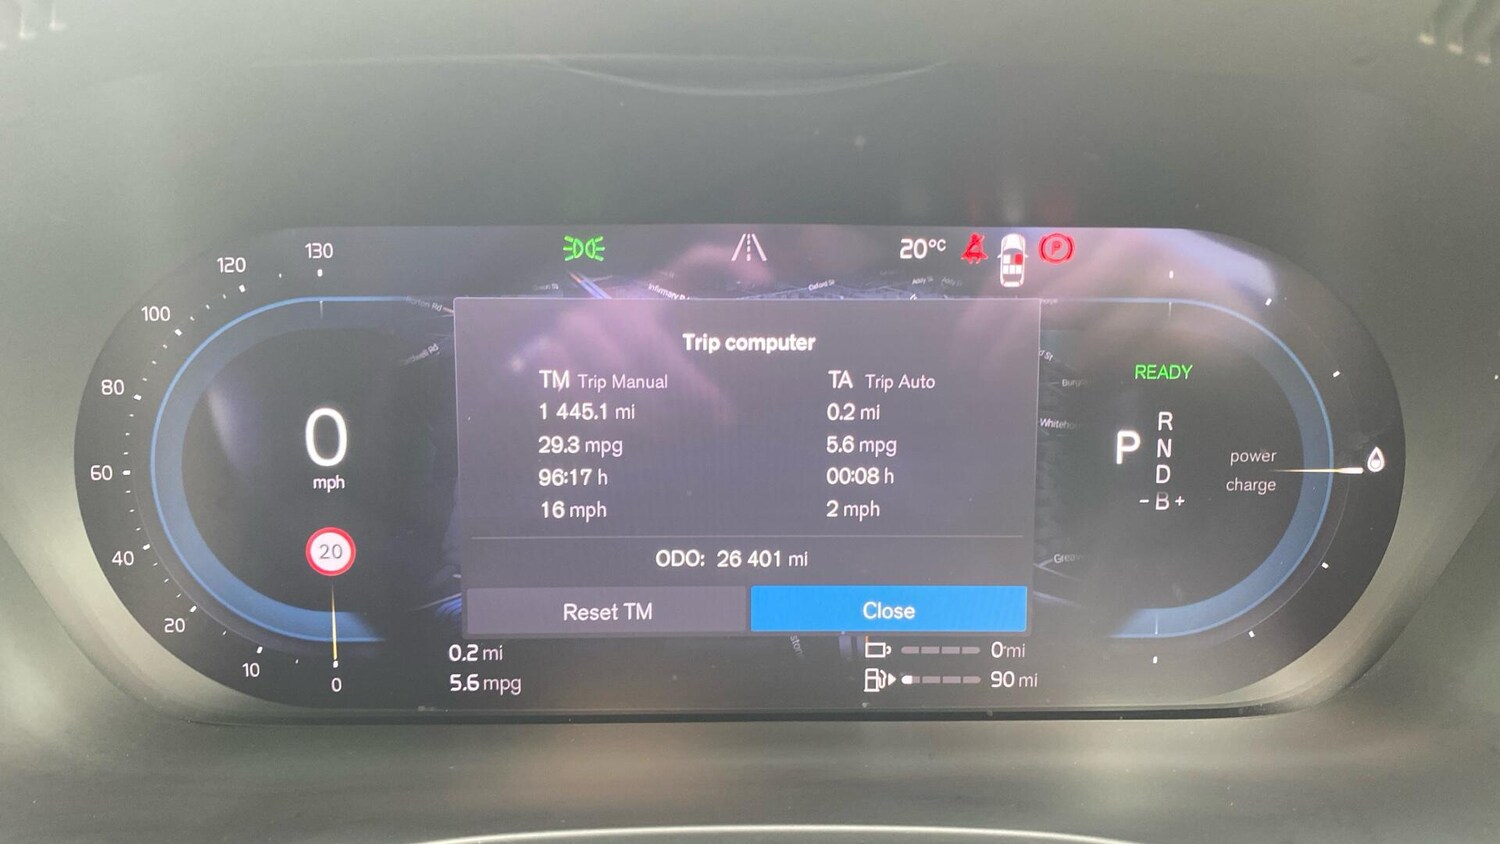 130
120
100
80
60
40
20
10
0
0
mph
20
20°C
P
Infirmary
Oxford St
Trip computer
TM Trip Manual
1 445.1 mi
29.3 mpg
96:17 h
16 mph
TA Trip Auto
0.2 mi
5.6 mpg
00:08 h
2 mph
ODO: 26 401 mi
Reset TM
Close
0.2 mi
5.6 mpg
0 mi
90 mi
READY
P
R
N
D
- B +
power
charge